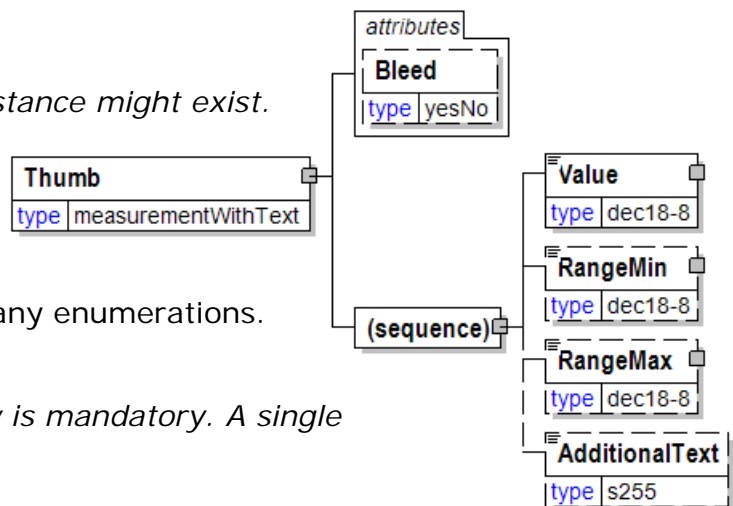 attributes
Bleed
type yesNo
stance might exist.
Thumb
type measurementWithText
Value
type dec18-8
RangeMin
type dec18-8
any enumerations.
(sequence)
RangeMax
type dec18-8
is mandatory. A single
AdditionalText
type s255